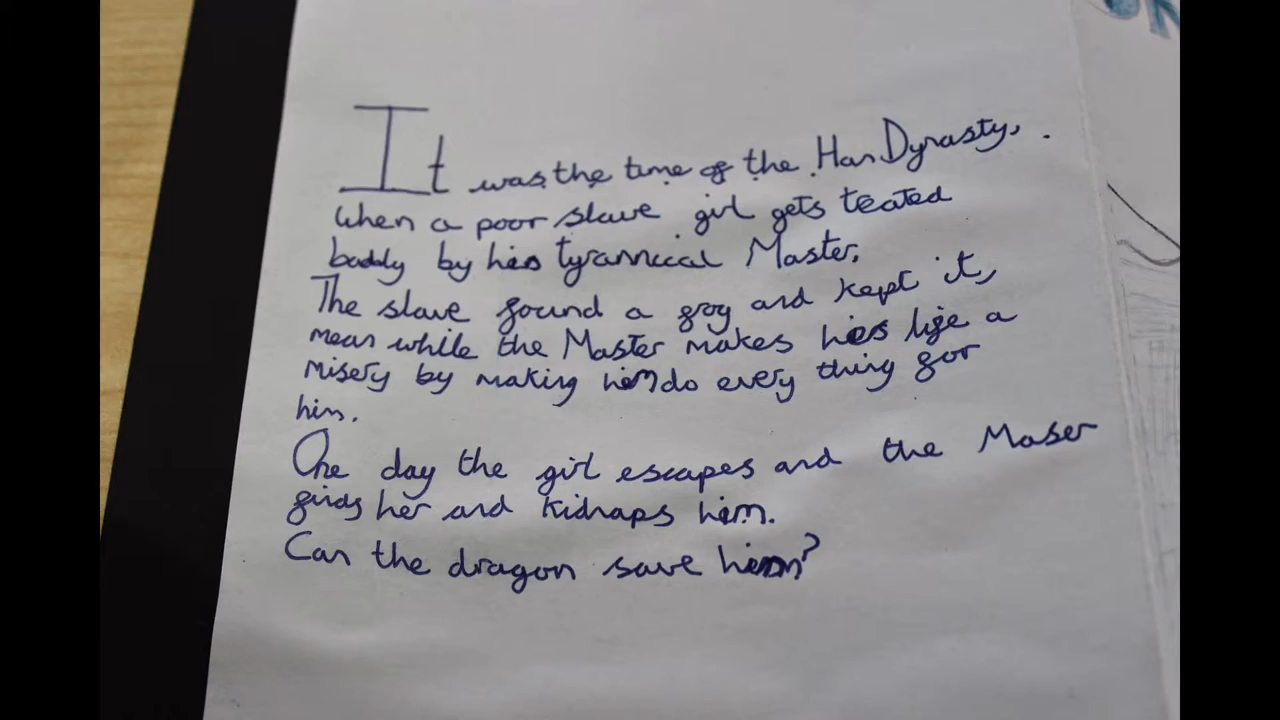 It was the time of the Han Dynasty,
when a poor slave girl gets teated
badly by his tyrannical Master.
The slave found a frog and kept it,
mean while the Master makes his life a
misery by making him do every thing for
him.
One day the girl escapes and the Maser
finds her and kidnaps him.
Can the dragon save him?